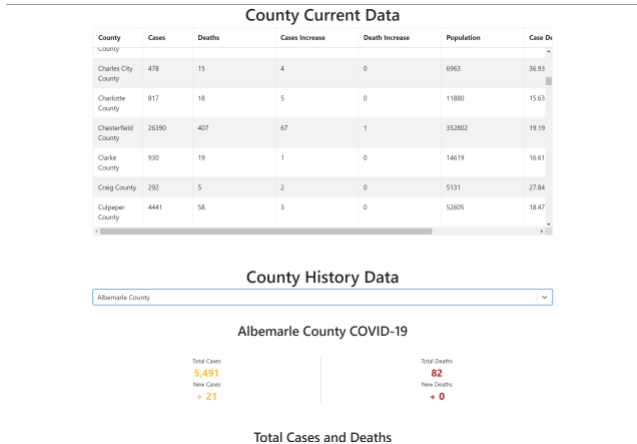 County Current Data
County Cases Deaths Cases Increase Death Increase Population Case De
County
Charles City County 478 15 4 0 6963 36.93
Charlotte County 817 18 5 0 11880 15.63
Chesterfield County 26390 407 67 1 352802 19.19
Clarke County 930 19 1 0 14619 16.61
Craig County 292 5 2 0 5131 27.84
Culpeper County 4441 58 3 0 52605 18.47
County History Data
Albemarle County
Albemarle County COVID-19
Total Cases Total Deaths
5,491 82
New Cases New Deaths
+ 21 + 0
Total Cases and Deaths